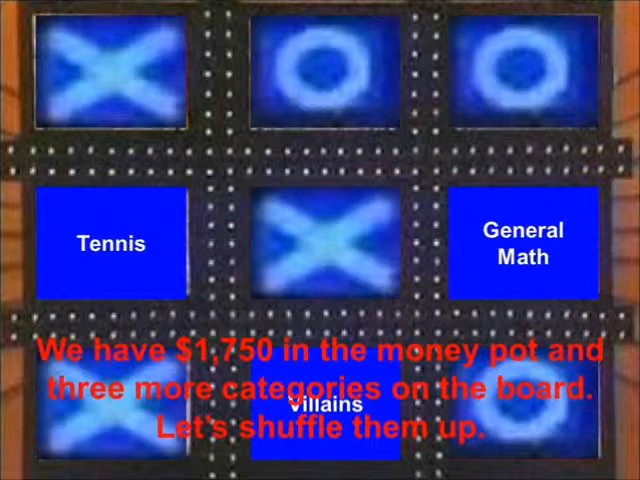 X O O
Tennis X General
Math
We have $1,750 in the money pot and
three more categories on the board.
Let's shuffle them up.
X Villains O